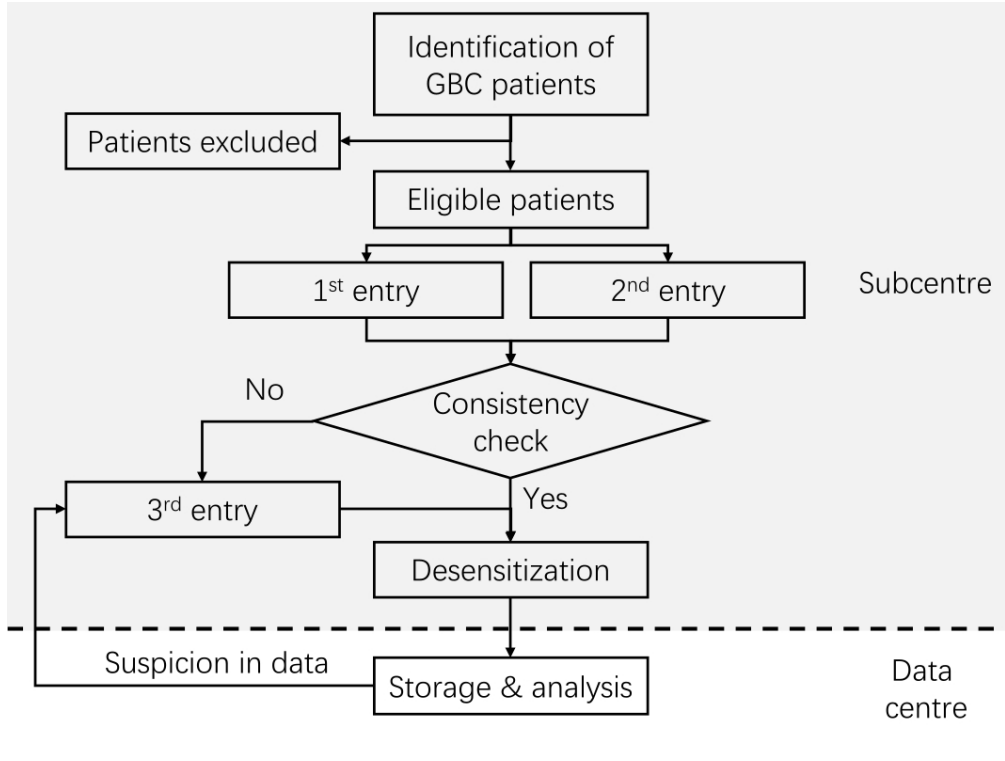 Identification of
GBC patients
Patients excluded
Eligible patients
1st entry
2nd entry
Subcentre
No
Consistency
check
3rd entry
Yes
Desensitization
Suspicion in data
Storage & analysis
Data
centre